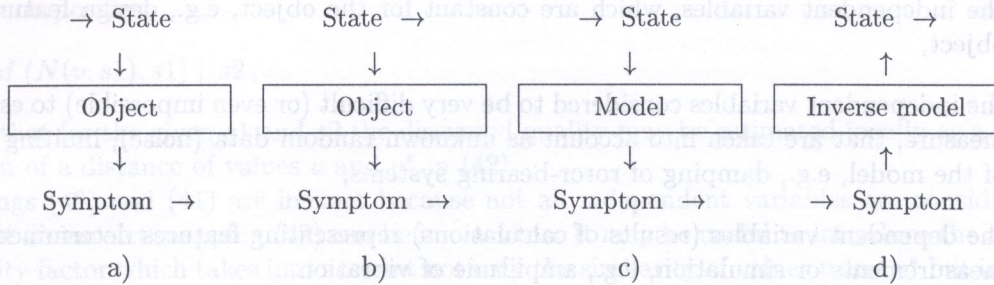 → State → State → → State → State →
↓ ↓ ↓ ↑
Object Object Model Inverse model
↓ ↓ ↓ ↑
Symptom → Symptom → Symptom → → Symptom
a) b) c) d)